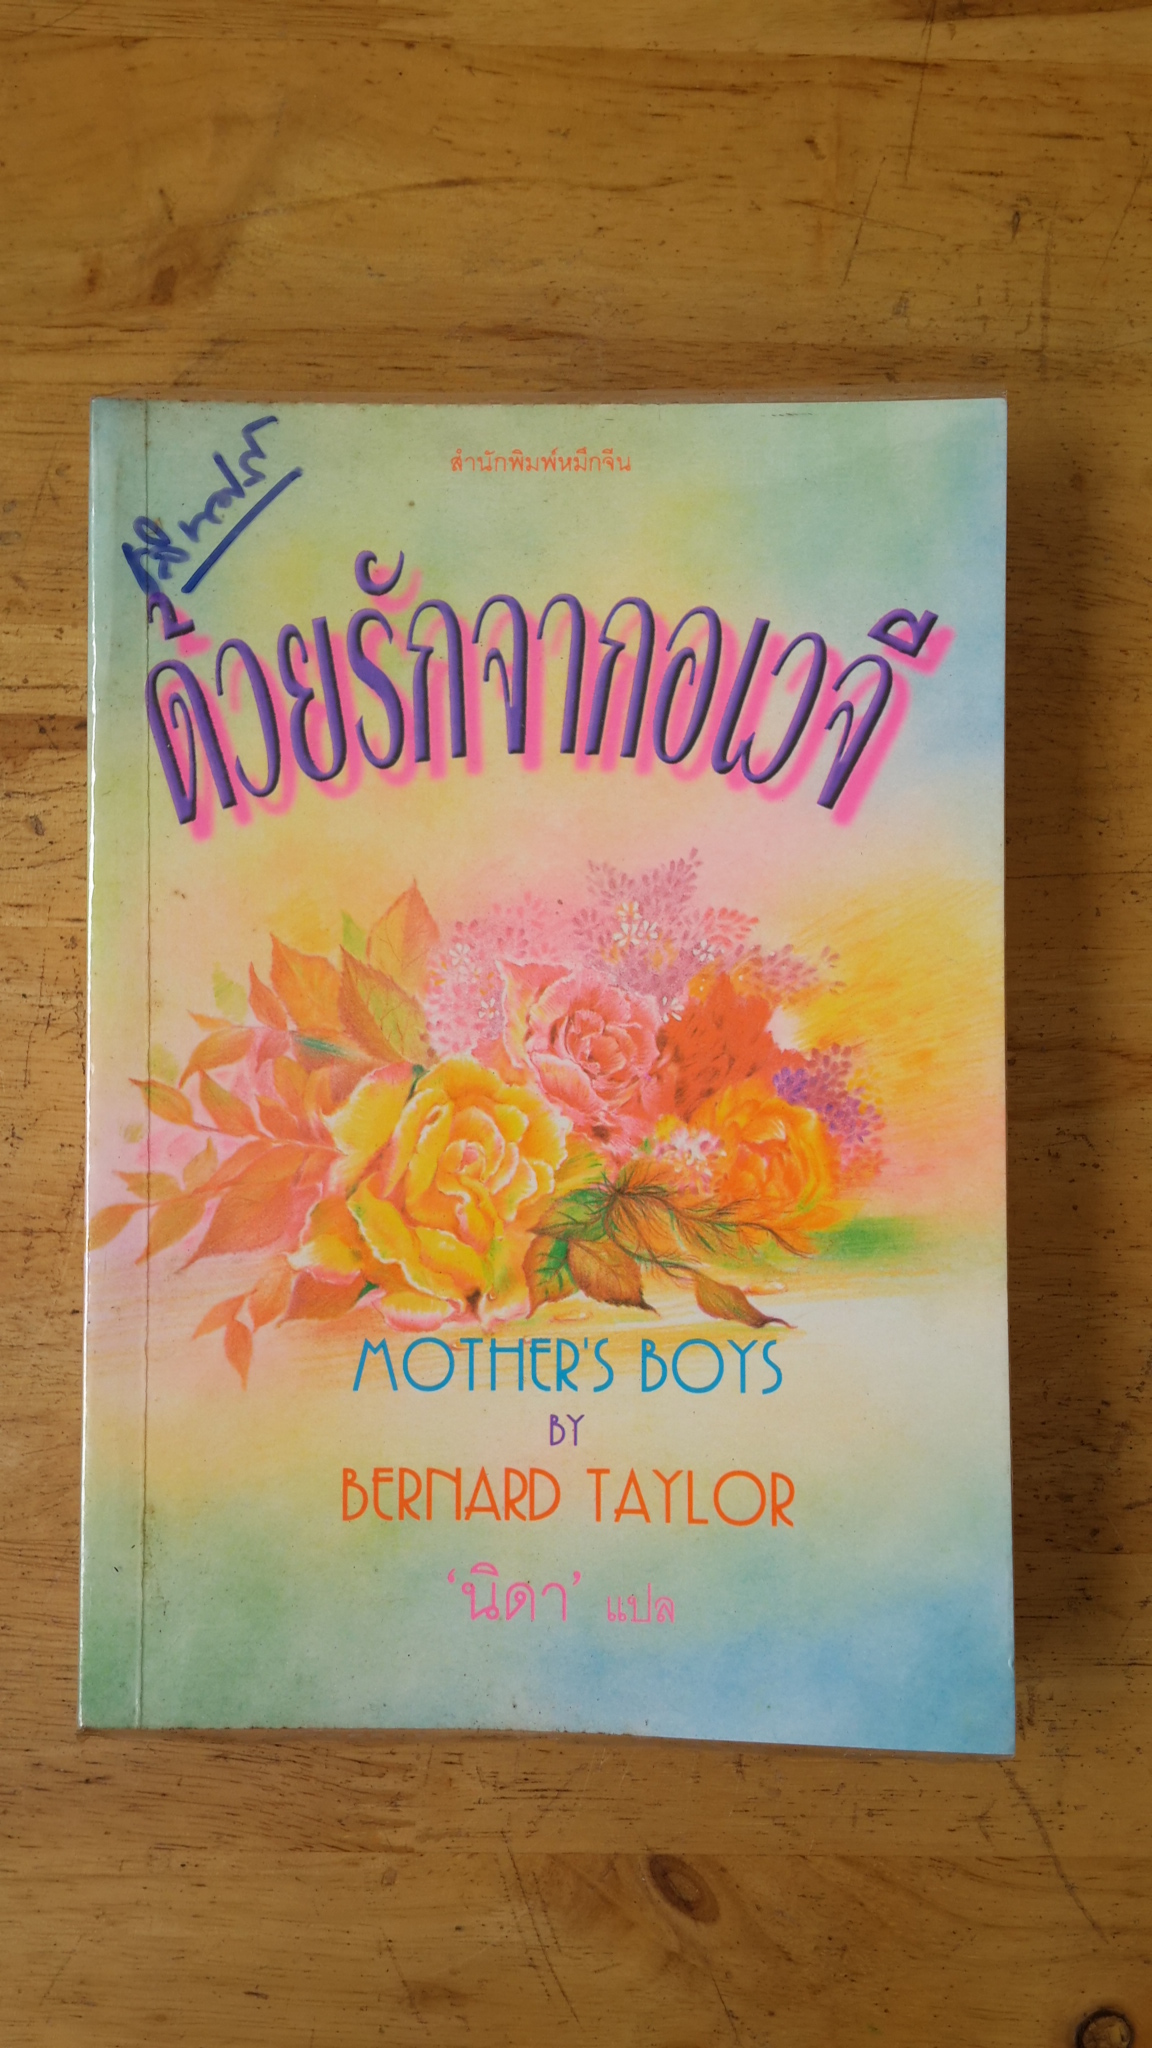 สำนักพิมพ์หมึกจีน
ด้วยรักจากอเวจี
MOTHER'S BOYS
BY
BERNARD TAYLOR
‘นิดา’ แปล